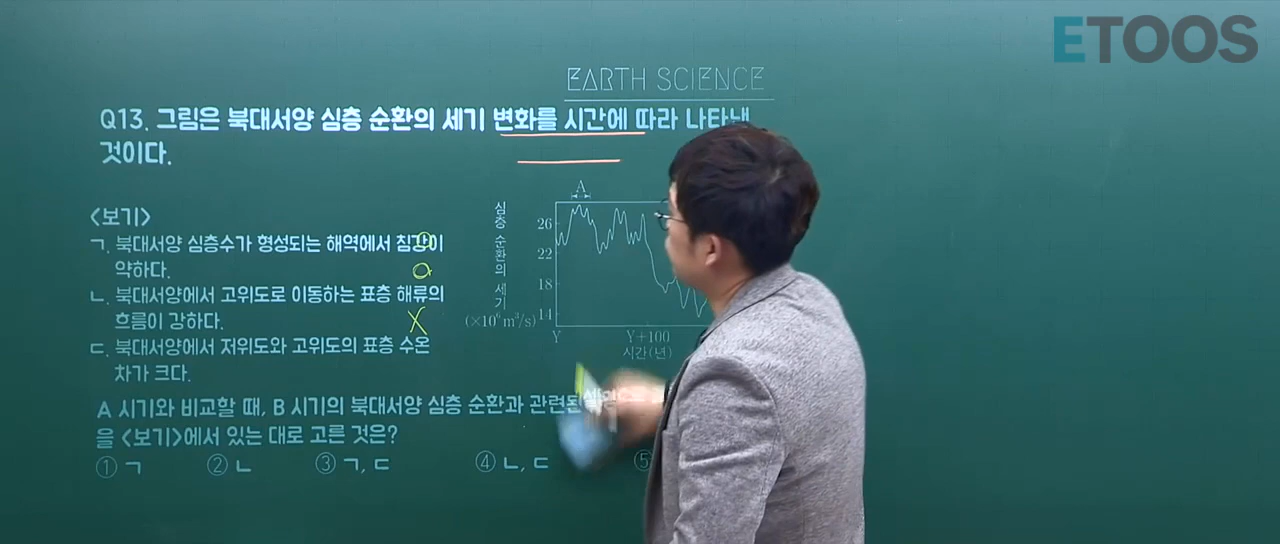 ETOOS
EARTH SCIENCE
Q13. 그림은 북대서양 심층 순환의 세기 변화를 시간에 따라 나타낸
것이다.
<보기>
ㄱ. 북대서양 심층수가 형성되는 해역에서 침강이
약하다.
ㄴ. 북대서양에서 고위도로 이동하는 표층 해류의
흐름이 강하다.
ㄷ. 북대서양에서 저위도와 고위도의 표층 수온
차가 크다.
A
심층 순환의 세기
(×10⁶m³/s)
26
22
18
14
Y
Y+100
시간(년)
A 시기와 비교할 때, B 시기의 북대서양 심층 순환과 관련된
을 <보기>에서 있는 대로 고른 것은?
① ㄱ ② ㄴ ③ ㄱ, ㄷ ④ ㄴ, ㄷ ⑤